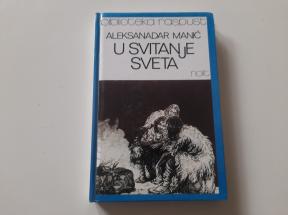 biblioteka raspust
ALEKSANADAR MANIĆ
U SVITANjE
SVETA
nolit